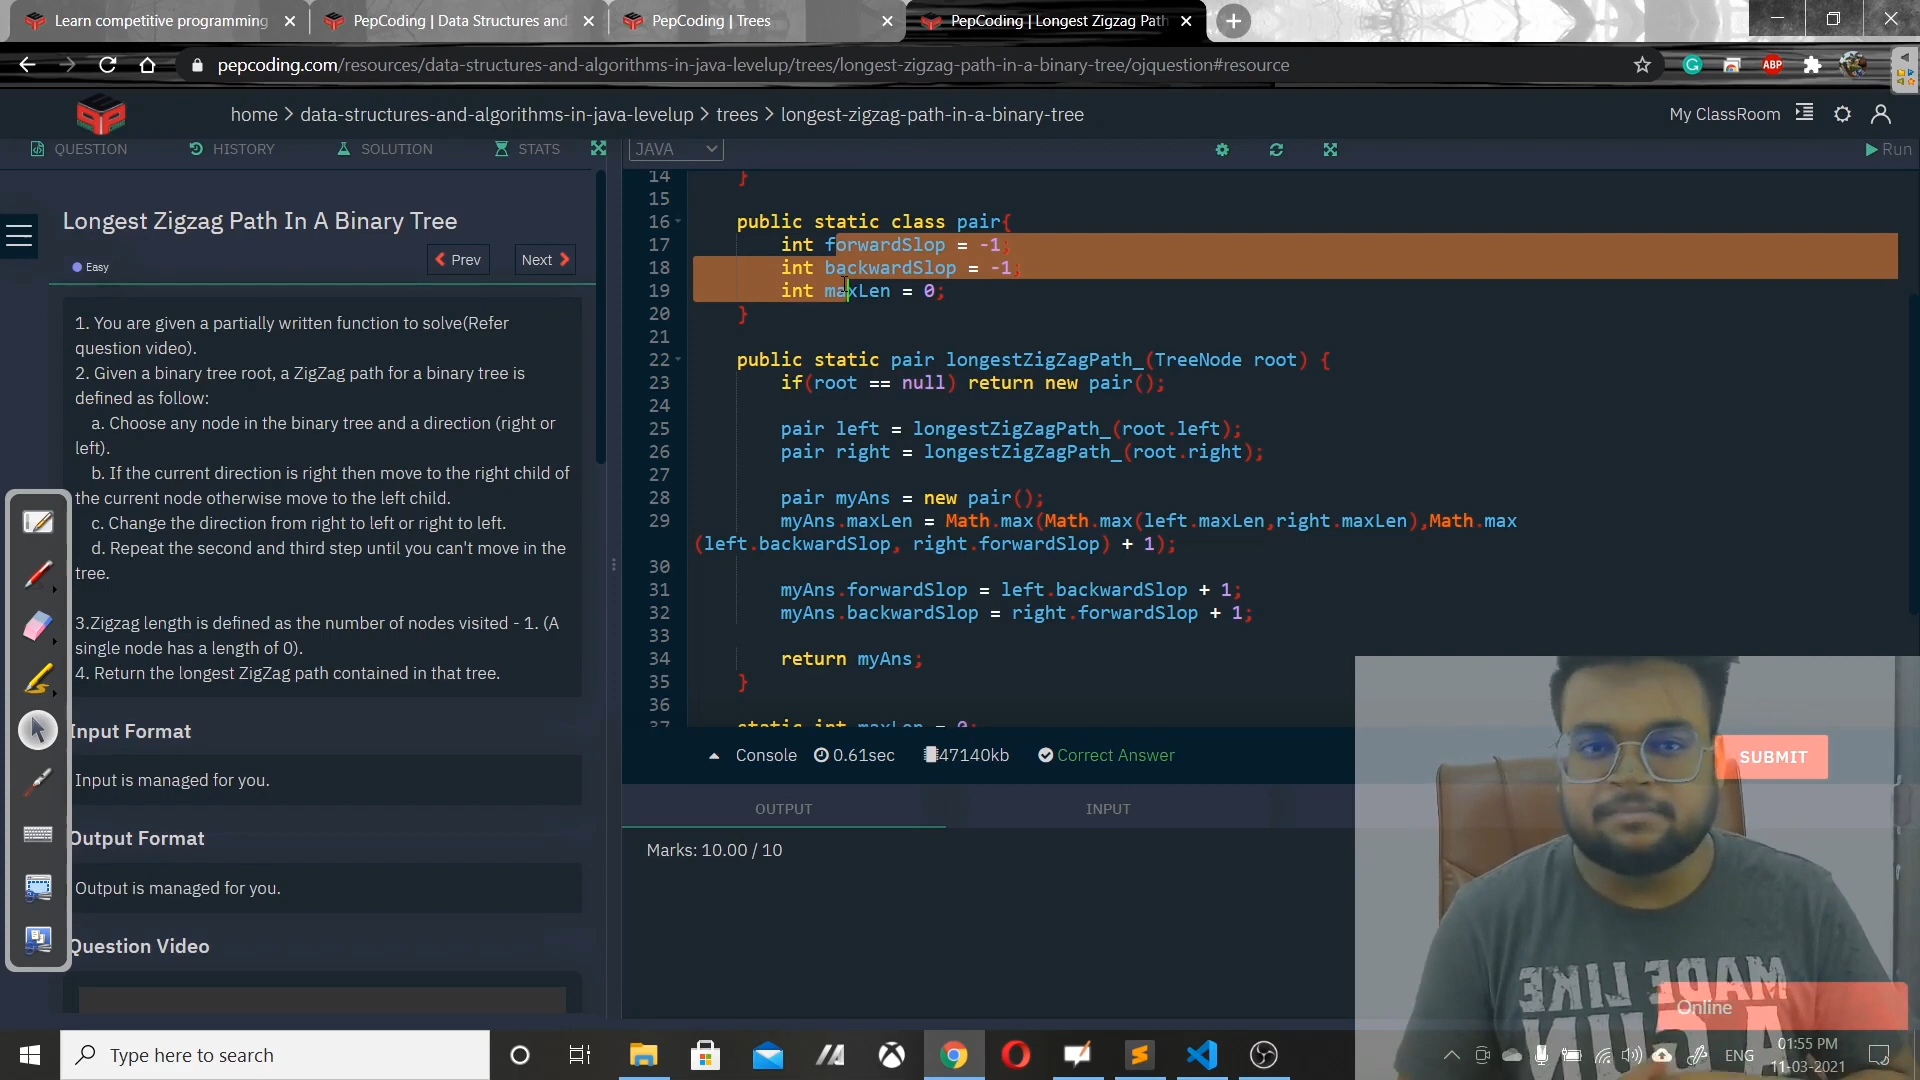 Learn competitive programming
PepCoding | Data Structures and
PepCoding | Trees
PepCoding | Longest Zigzag Path
pepcoding.com/resources/data-structures-and-algorithms-in-java-levelup/trees/longest-zigzag-path-in-a-binary-tree/ojquestion#resource
ABP
home > data-structures-and-algorithms-in-java-levelup > trees > longest-zigzag-path-in-a-binary-tree
My ClassRoom
QUESTION
HISTORY
SOLUTION
STATS
JAVA
Run
Longest Zigzag Path In A Binary Tree
Prev
Next
Easy
1. You are given a partially written function to solve(Refer
question video).
2. Given a binary tree root, a ZigZag path for a binary tree is
defined as follow:
a. Choose any node in the binary tree and a direction (right or
left).
b. If the current direction is right then move to the right child of
the current node otherwise move to the left child.
c. Change the direction from right to left or right to left.
d. Repeat the second and third step until you can't move in the
tree.
3.Zigzag length is defined as the number of nodes visited - 1. (A
single node has a length of 0).
4. Return the longest ZigZag path contained in that tree.
Input Format
Input is managed for you.
Output Format
Output is managed for you.
Question Video
14 }
15
16 public static class pair{
17 int forwardSlop = -1;
18 int backwardSlop = -1;
19 int maxLen = 0;
20 }
21
22 public static pair longestZigZagPath_(TreeNode root) {
23 if(root == null) return new pair();
24
25 pair left = longestZigZagPath_(root.left);
26 pair right = longestZigZagPath_(root.right);
27
28 pair myAns = new pair();
29 myAns.maxLen = Math.max(Math.max(left.maxLen,right.maxLen),Math.max
(left.backwardSlop, right.forwardSlop) + 1);
30
31 myAns.forwardSlop = left.backwardSlop + 1;
32 myAns.backwardSlop = right.forwardSlop + 1;
33
34 return myAns;
35 }
36
37 static int maxLen = 0;
Console 0.61sec 47140kb Correct Answer
SUBMIT
OUTPUT
INPUT
Marks: 10.00 / 10
MADE LIKE
A GUN
Online
Type here to search
ENG
01:55 PM
11-03-2021